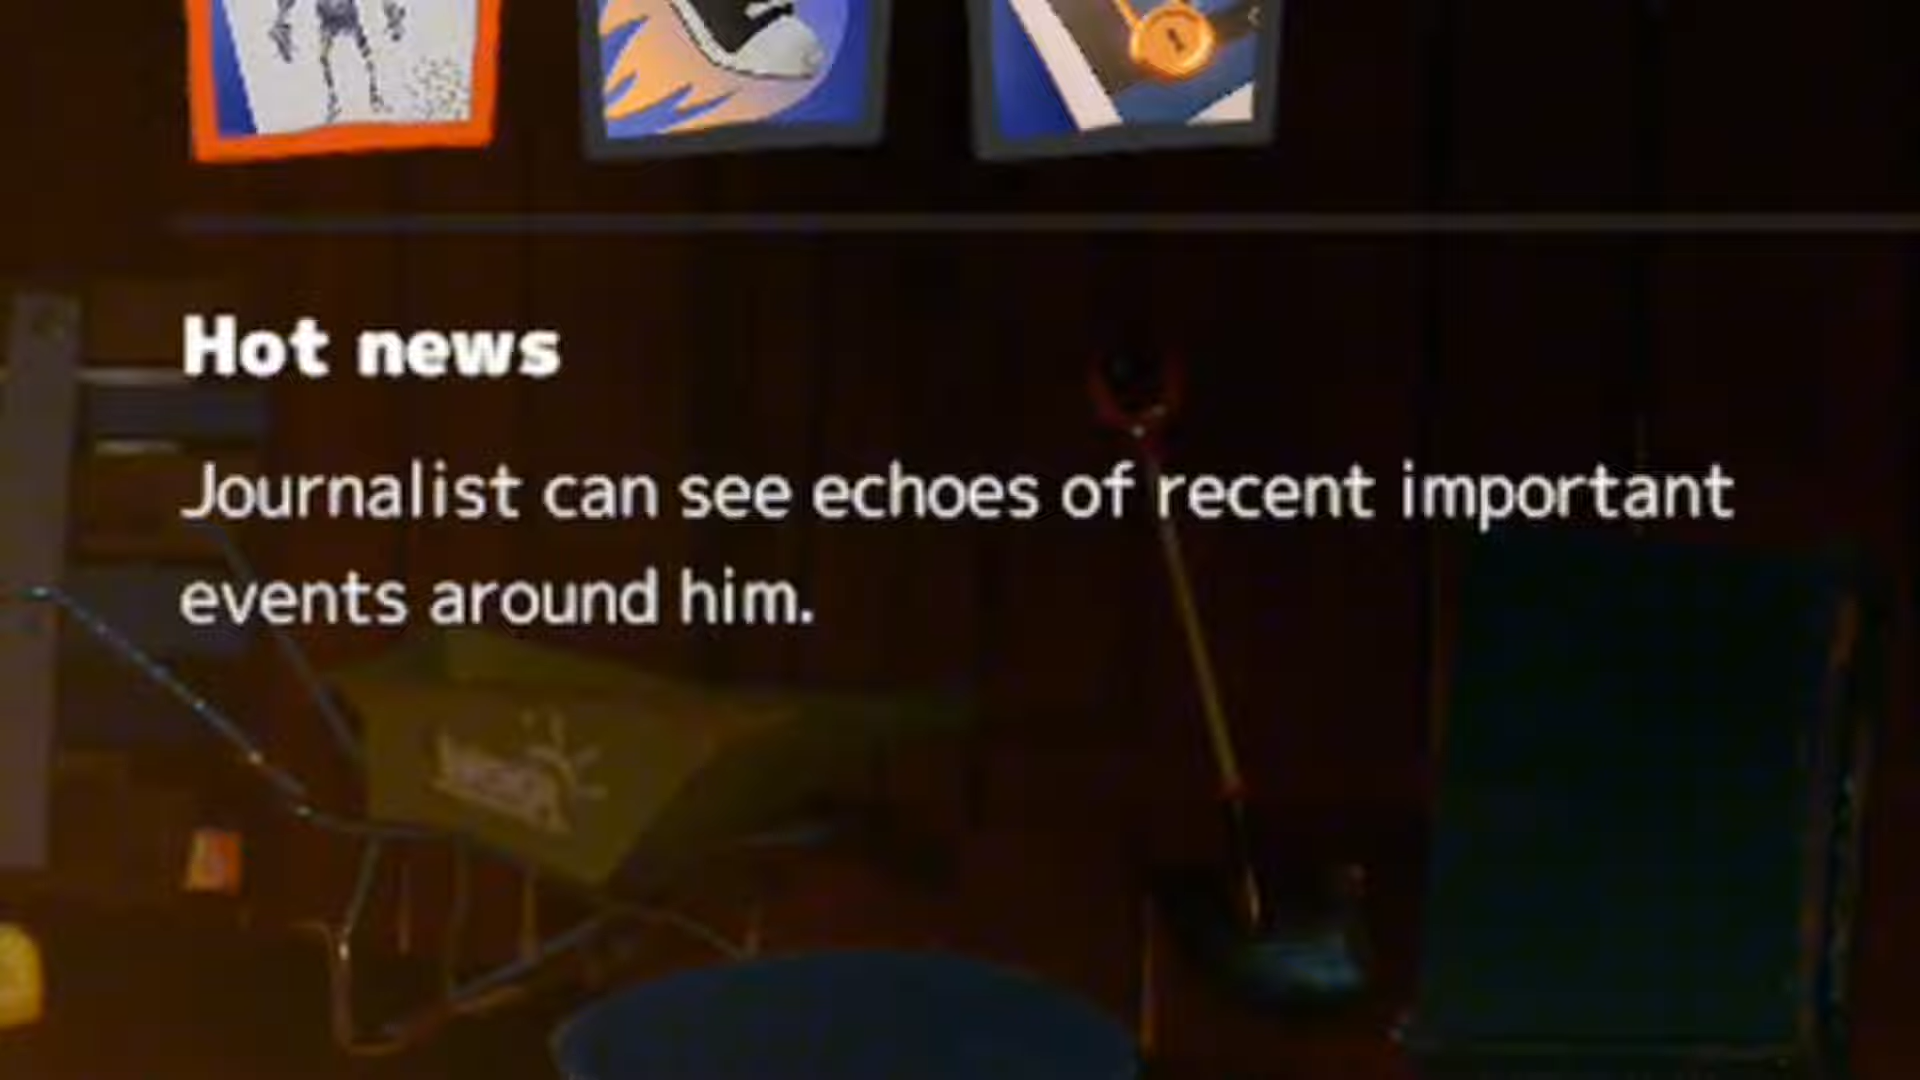 Hot news
Journalist can see echoes of recent important
events around him.